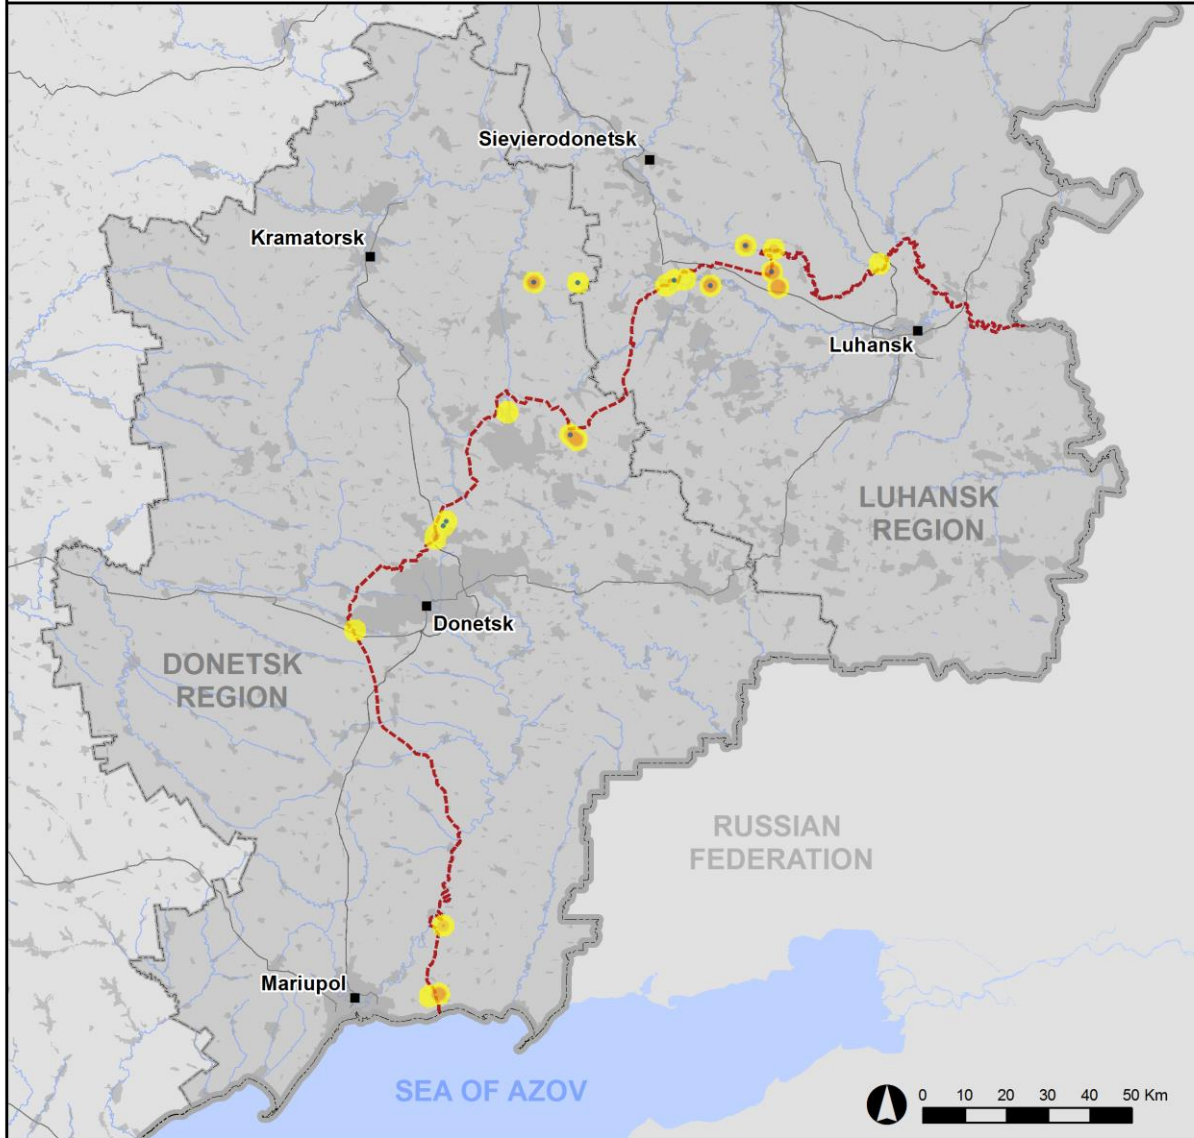 Sievierodonetsk
Kramatorsk
Luhansk
LUHANSK
REGION
Donetsk
DONETSK
REGION
RUSSIAN
FEDERATION
Mariupol
SEA OF AZOV
0 10 20 30 40 50 Km